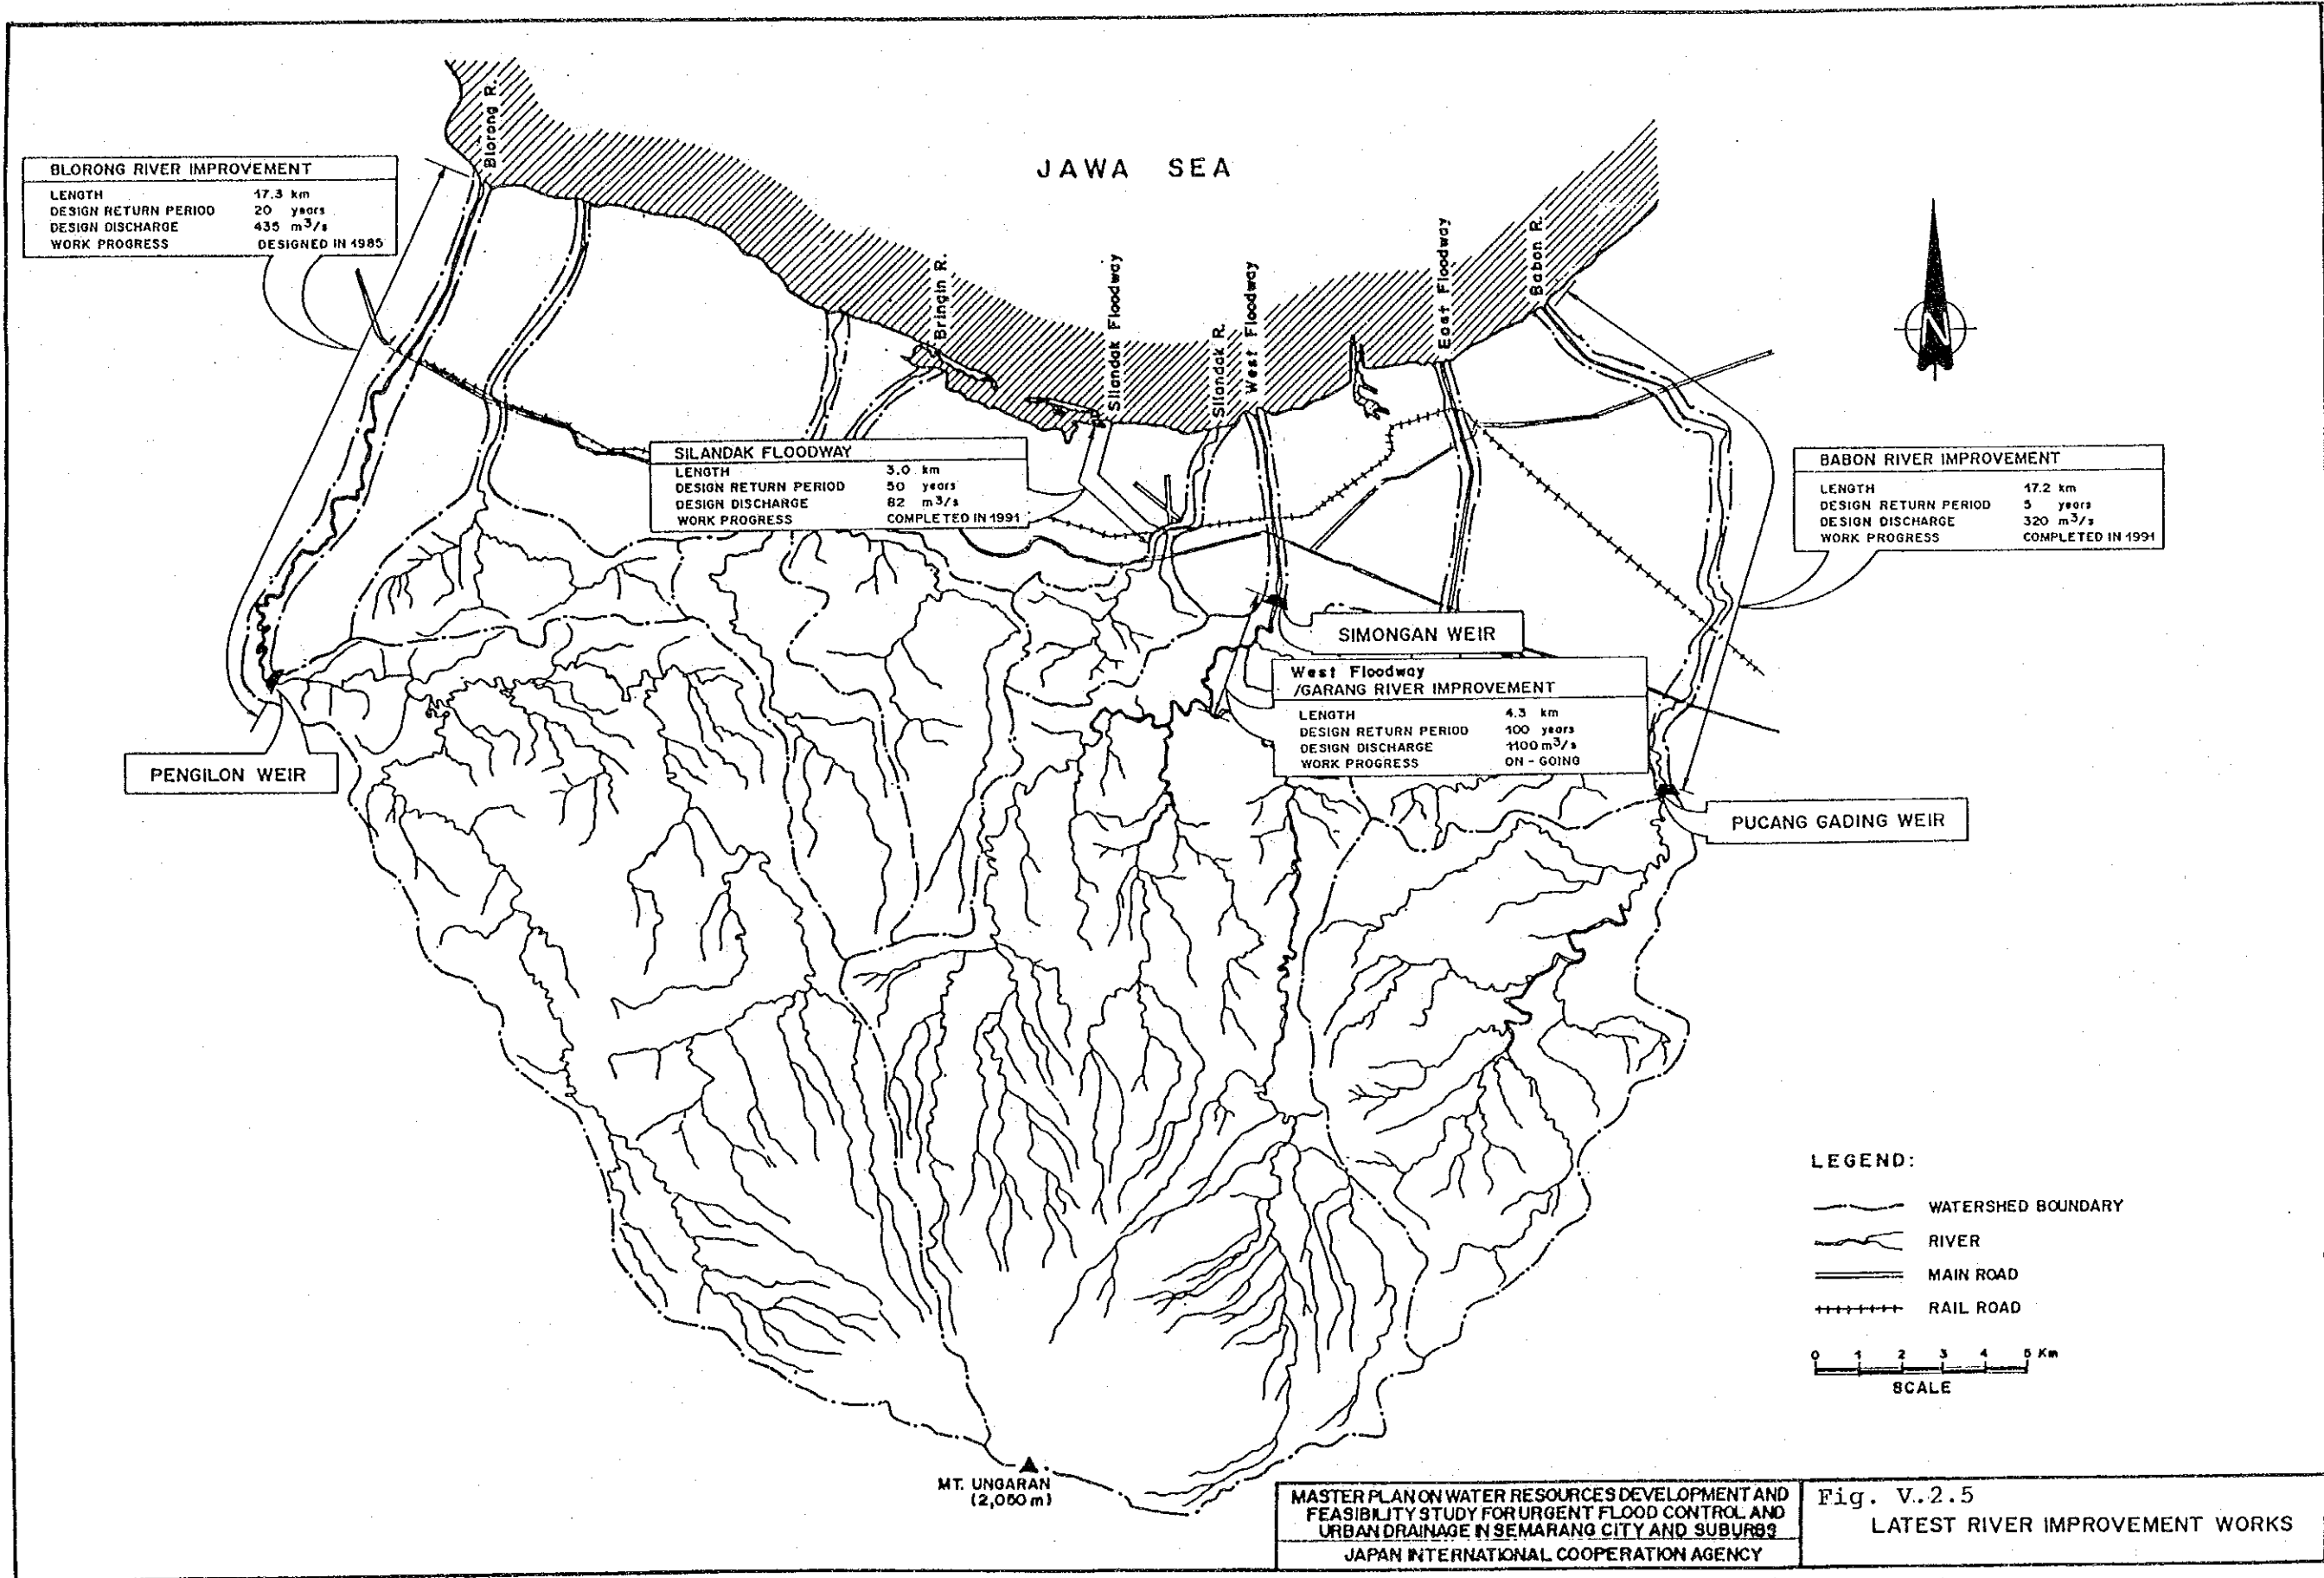 JAWA SEA
Blorong R.
Bringin R.
Silandak Floodway
Silandak R.
West Floodway
East Floodway
Babon R.
N
BLORONG RIVER IMPROVEMENT
LENGTH 17.3 km
DESIGN RETURN PERIOD 20 years
DESIGN DISCHARGE 435 m³/s
WORK PROGRESS DESIGNED IN 1985
SILANDAK FLOODWAY
LENGTH 3.0 km
DESIGN RETURN PERIOD 50 years
DESIGN DISCHARGE 82 m³/s
WORK PROGRESS COMPLETED IN 1991
BABON RIVER IMPROVEMENT
LENGTH 17.2 km
DESIGN RETURN PERIOD 5 years
DESIGN DISCHARGE 320 m³/s
WORK PROGRESS COMPLETED IN 1991
SIMONGAN WEIR
West Floodway
/GARANG RIVER IMPROVEMENT
LENGTH 4.3 km
DESIGN RETURN PERIOD 100 years
DESIGN DISCHARGE 1100 m³/s
WORK PROGRESS ON-GOING
PENGILON WEIR
PUCANG GADING WEIR
LEGEND:
WATERSHED BOUNDARY
RIVER
MAIN ROAD
RAIL ROAD
0 1 2 3 4 5 Km
SCALE
MT. UNGARAN
(2,050 m)
MASTER PLAN ON WATER RESOURCES DEVELOPMENT AND
FEASIBILITY STUDY FOR URGENT FLOOD CONTROL AND
URBAN DRAINAGE IN SEMARANG CITY AND SUBURBS
JAPAN INTERNATIONAL COOPERATION AGENCY
Fig. V.2.5
LATEST RIVER IMPROVEMENT WORKS